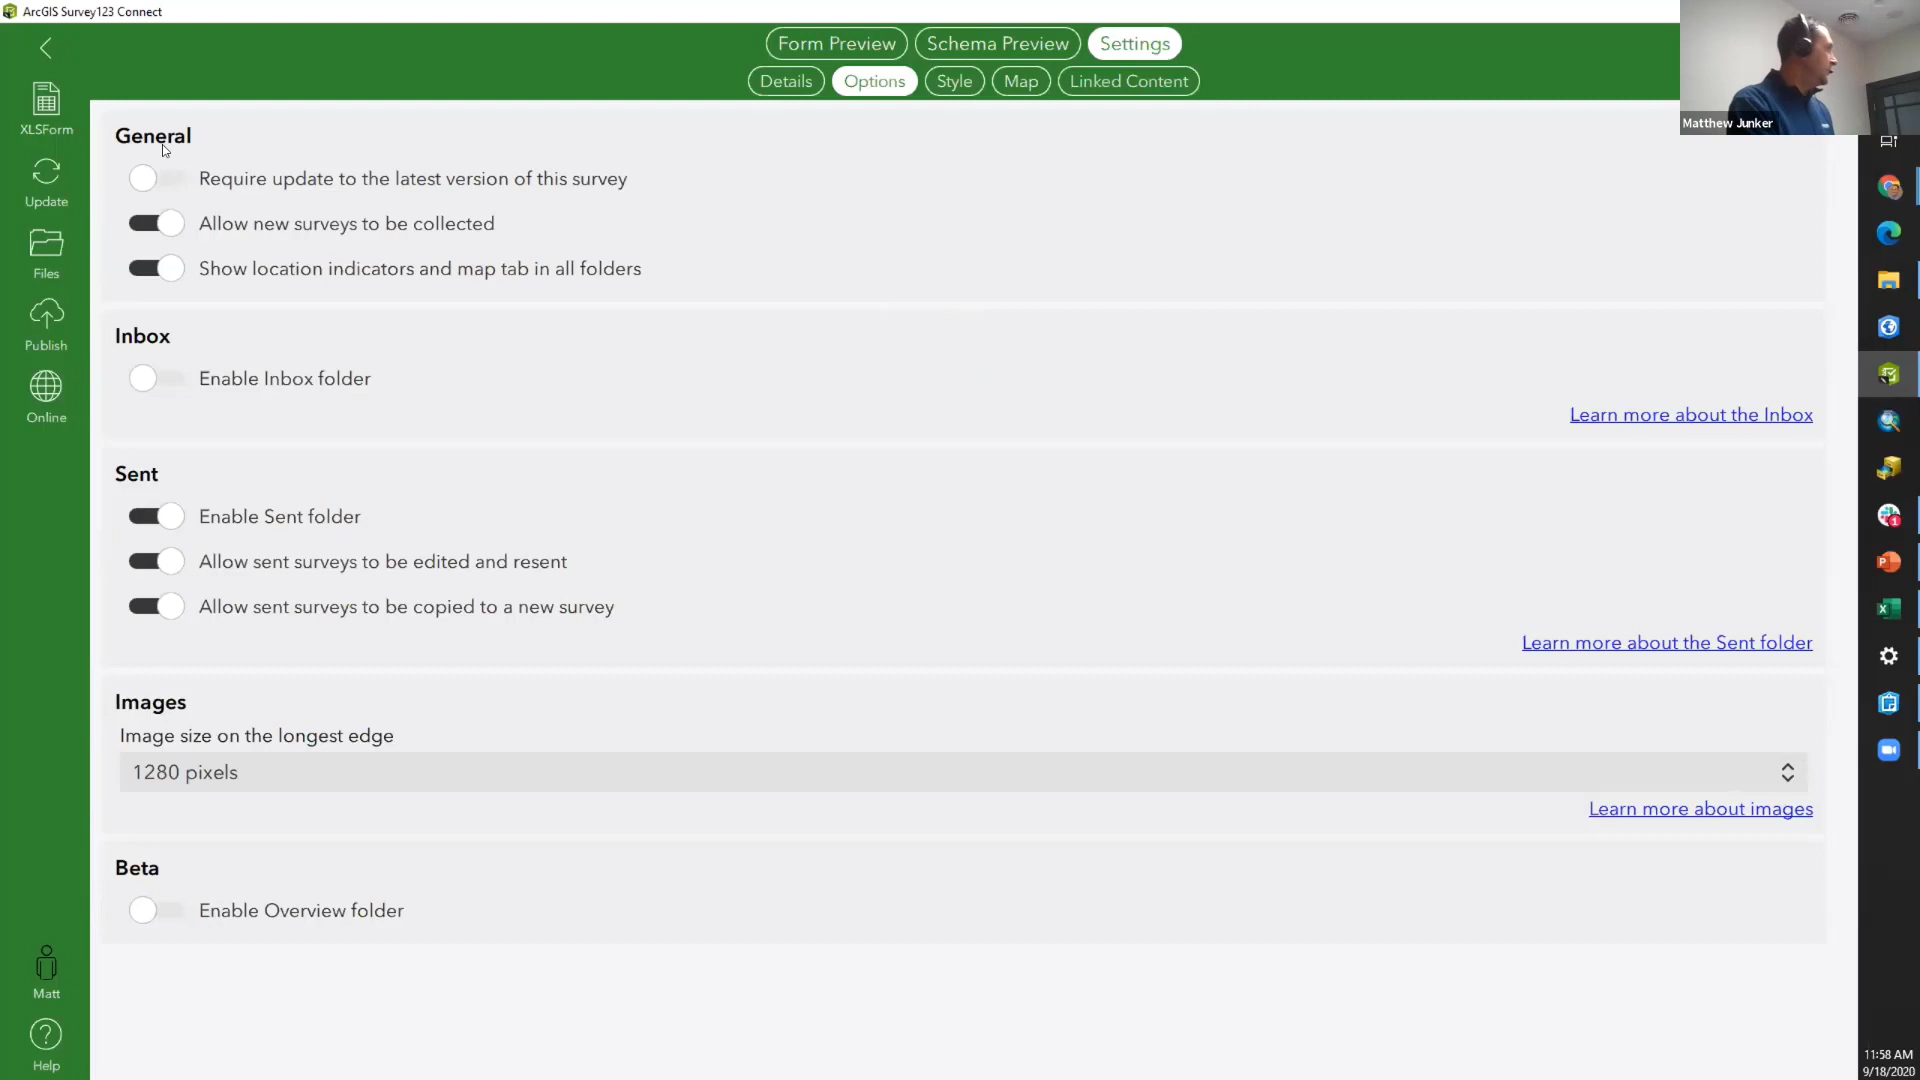 ArcGIS Survey123 Connect
Form Preview
Schema Preview
Settings
Details
Options
Style
Map
Linked Content
Matthew Junker
XLSForm
Update
Files
Publish
Online
Matt
Help
General
Require update to the latest version of this survey
Allow new surveys to be collected
Show location indicators and map tab in all folders
Inbox
Enable Inbox folder
Learn more about the Inbox
Sent
Enable Sent folder
Allow sent surveys to be edited and resent
Allow sent surveys to be copied to a new survey
Learn more about the Sent folder
Images
Image size on the longest edge
1280 pixels
Learn more about images
Beta
Enable Overview folder
11:58 AM
9/18/2020